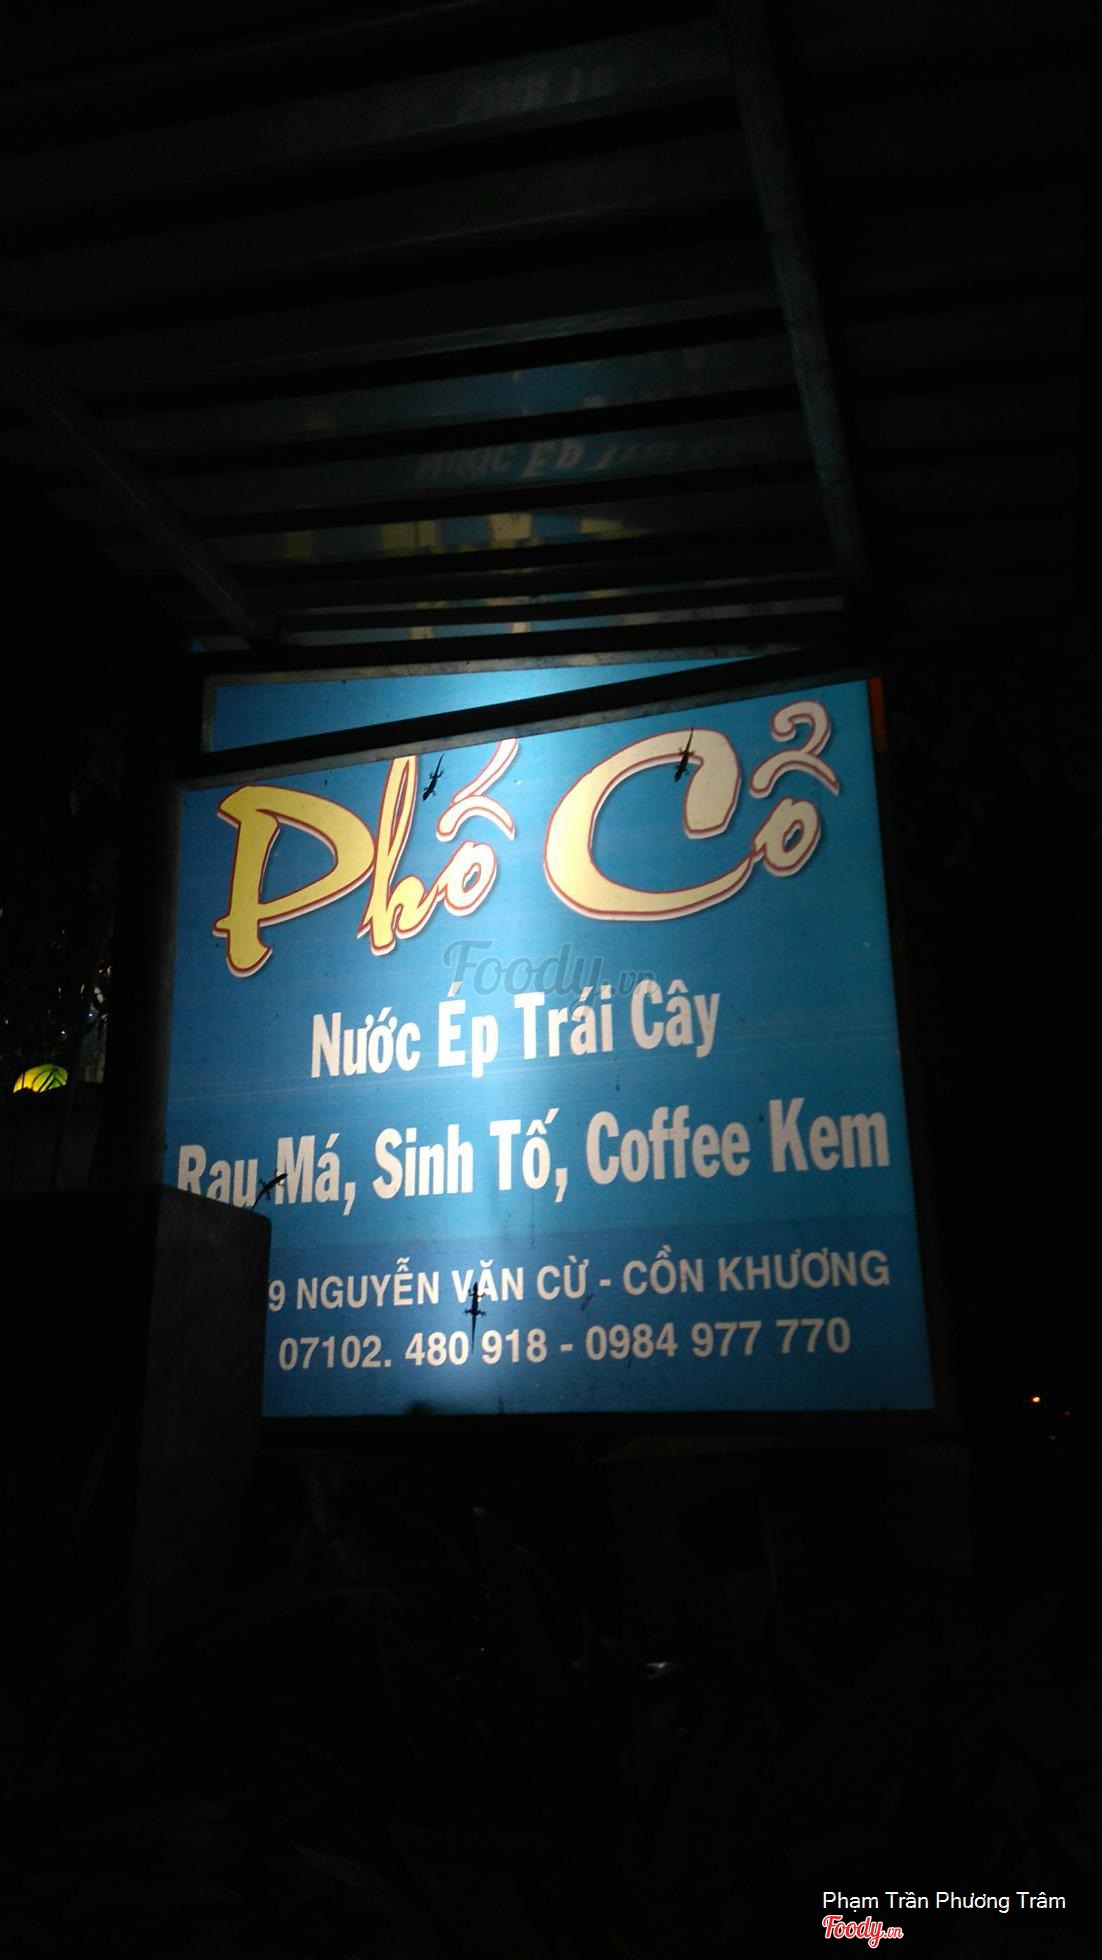 Phố Cổ
Foody.vn
Nước Ép Trái Cây
Rau Má, Sinh Tố, Coffee Kem
9 NGUYỄN VĂN CỪ - CỒN KHƯƠNG
07102. 480 918 - 0984 977 770
Phạm Trần Phương Trâm
Foody.vn